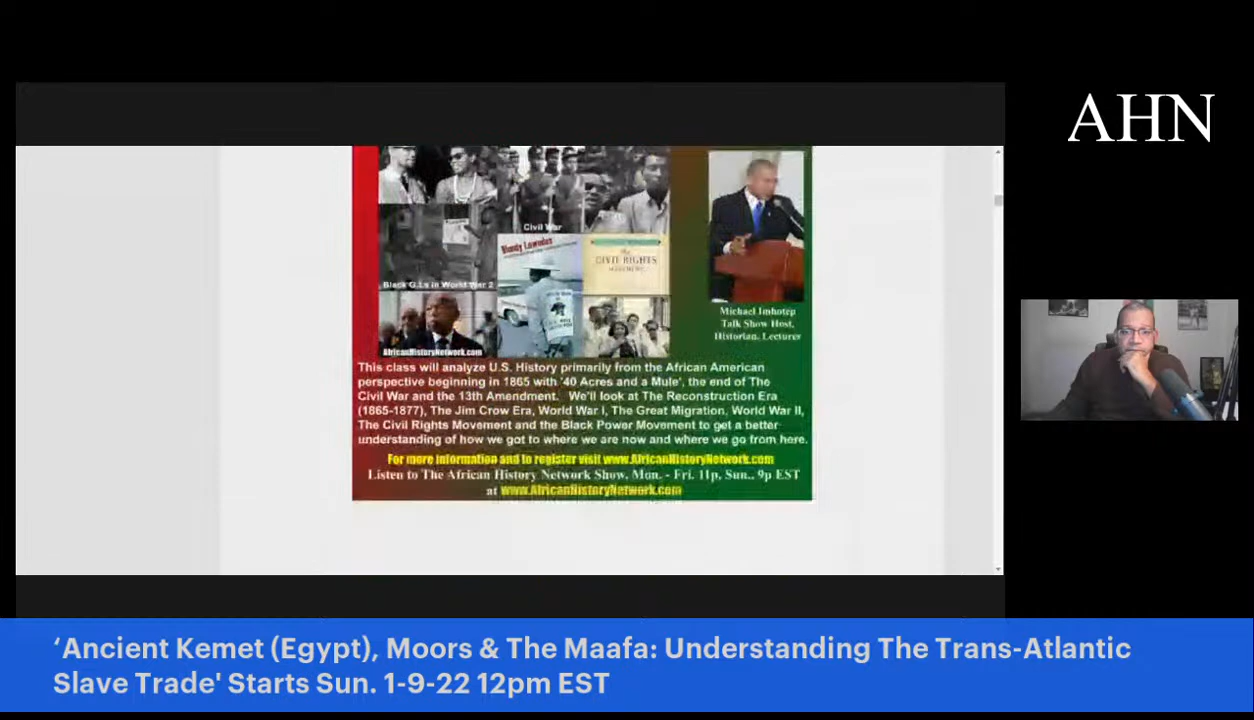 AHN
Civil War
Bloody Lowndes
CIVIL RIGHTS
Black G.I.s in World War 2
AfricanHistoryNetwork.com
Michael Imhotep
Talk Show Host,
Historian, Lecturer
This class will analyze U.S. History primarily from the African American
perspective beginning in 1865 with '40 Acres and a Mule', the end of The
Civil War and the 13th Amendment. We'll look at The Reconstruction Era
(1865-1877), The Jim Crow Era, World War I, The Great Migration, World War II,
The Civil Rights Movement and the Black Power Movement to get a better
understanding of how we got to where we are now and where we go from here.
For more information and to register visit www.AfricanHistoryNetwork.com
Listen to The African History Network Show, Mon. - Fri. 11p, Sun., 9p EST
at www.AfricanHistoryNetwork.com
‘Ancient Kemet (Egypt), Moors & The Maafa: Understanding The Trans-Atlantic
Slave Trade' Starts Sun. 1-9-22 12pm EST